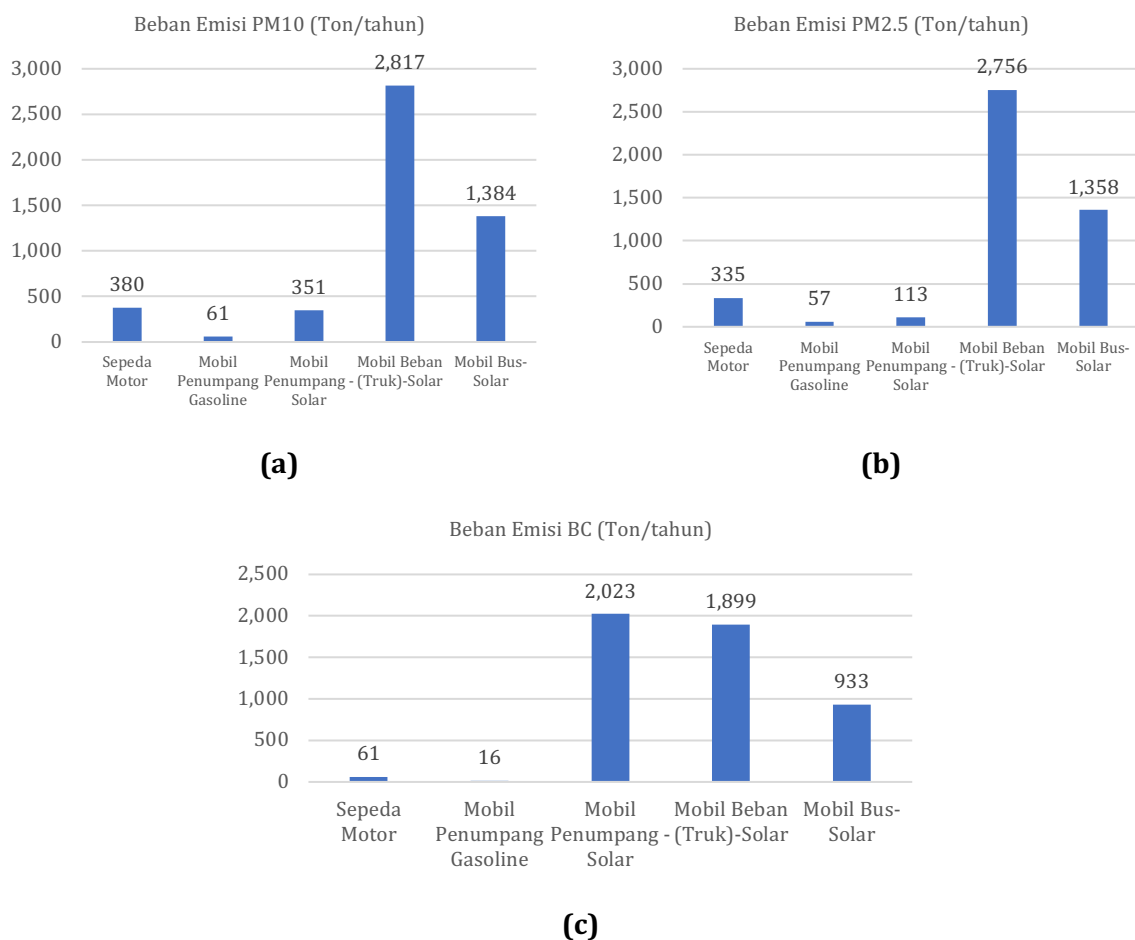 Beban Emisi PM10 (Ton/tahun)
3,000
2,500
2,000
1,500
1,000
500
0
380
61
351
2,817
1,384
Sepeda
Motor
Mobil
Penumpang
Gasoline
Mobil
Penumpang -
Solar
Mobil Beban
(Truk)-Solar
Mobil Bus-
Solar
(a)
Beban Emisi PM2.5 (Ton/tahun)
3,000
2,500
2,000
1,500
1,000
500
0
335
57
113
2,756
1,358
Sepeda
Motor
Mobil
Penumpang
Gasoline
Mobil
Penumpang -
Solar
Mobil Beban
(Truk)-Solar
Mobil Bus-
Solar
(b)
Beban Emisi BC (Ton/tahun)
2,500
2,000
1,500
1,000
500
0
61
16
2,023
1,899
933
Sepeda
Motor
Mobil
Penumpang
Gasoline
Mobil
Penumpang -
Solar
Mobil Beban
(Truk)-Solar
Mobil Bus-
Solar
(c)